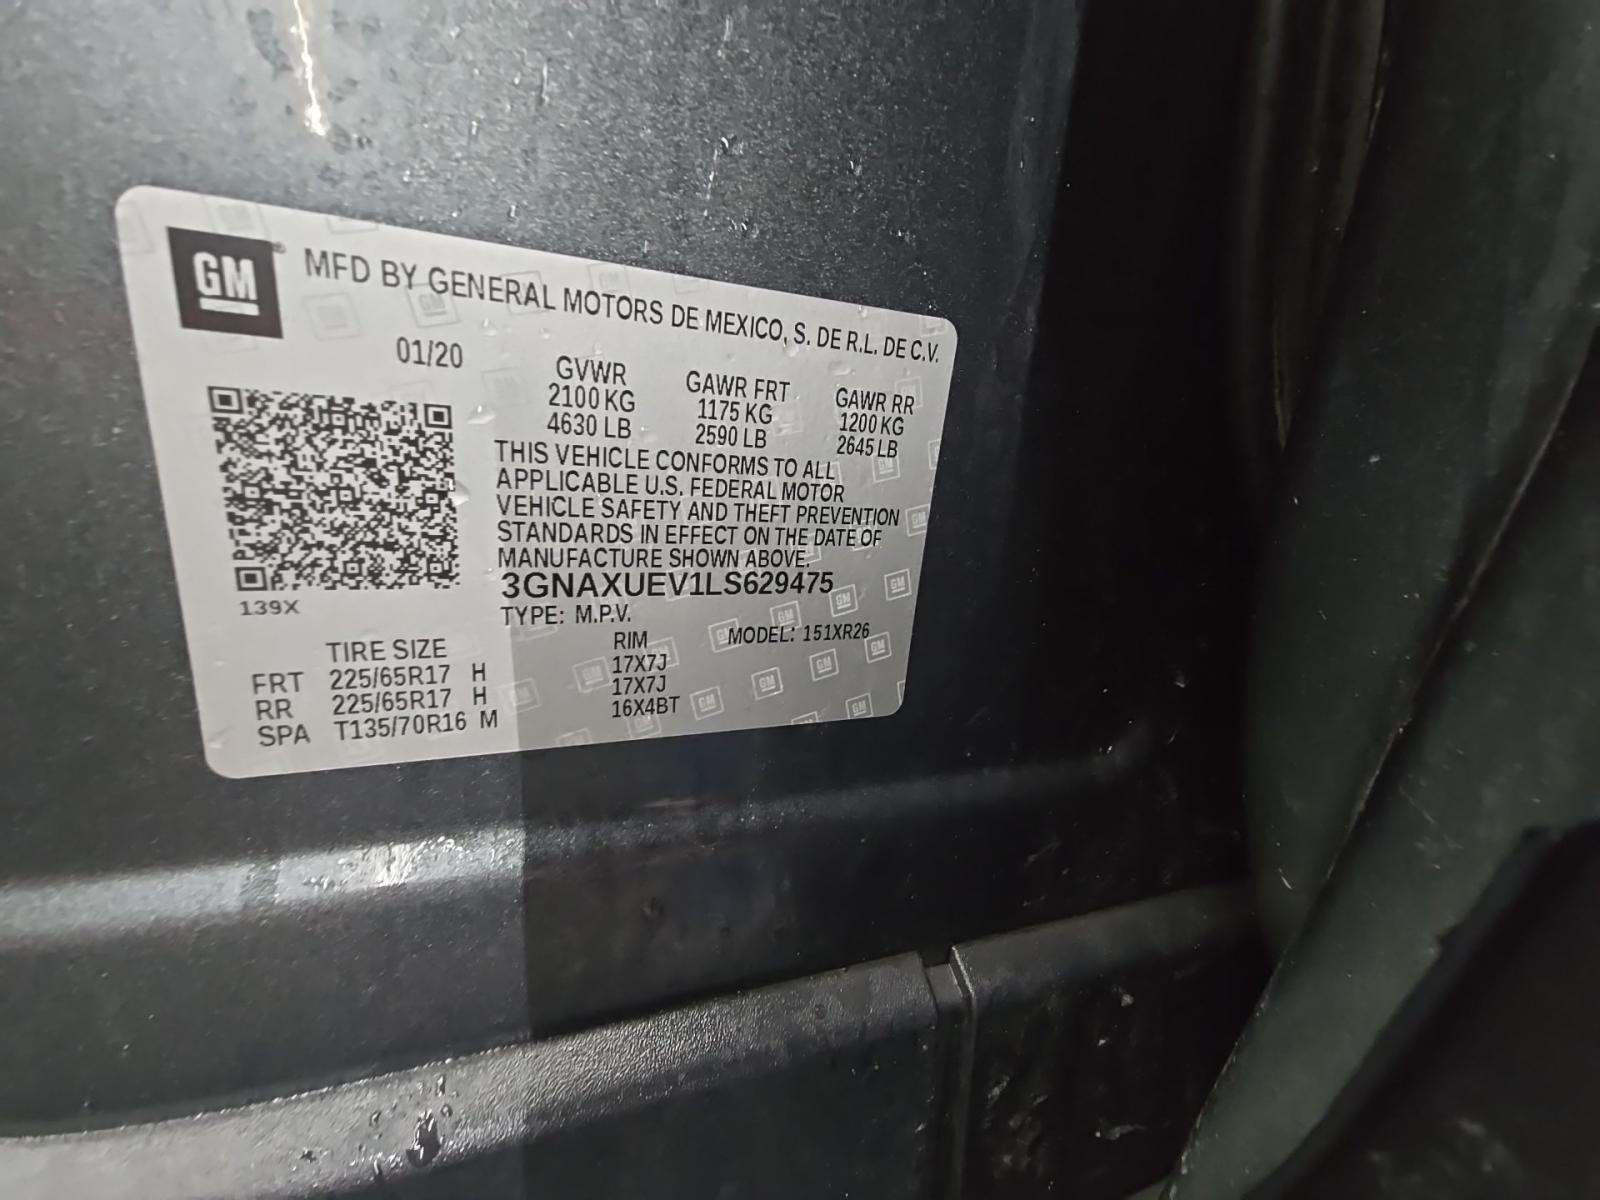 GM ® MFD BY GENERAL MOTORS DE MEXICO, S. DE R.L. DE C.V.
01/20
GVWR GAWR FRT GAWR RR
2100 KG 1175 KG 1200 KG
4630 LB 2590 LB 2645 LB
THIS VEHICLE CONFORMS TO ALL
APPLICABLE U.S. FEDERAL MOTOR
VEHICLE SAFETY AND THEFT PREVENTION
STANDARDS IN EFFECT ON THE DATE OF
MANUFACTURE SHOWN ABOVE.
3GNAXUEV1LS629475
139X
TYPE: M.P.V. MODEL: 151XR26
TIRE SIZE RIM
FRT 225/65R17 H 17X7J
RR 225/65R17 H 17X7J
SPA T135/70R16 M 16X4BT